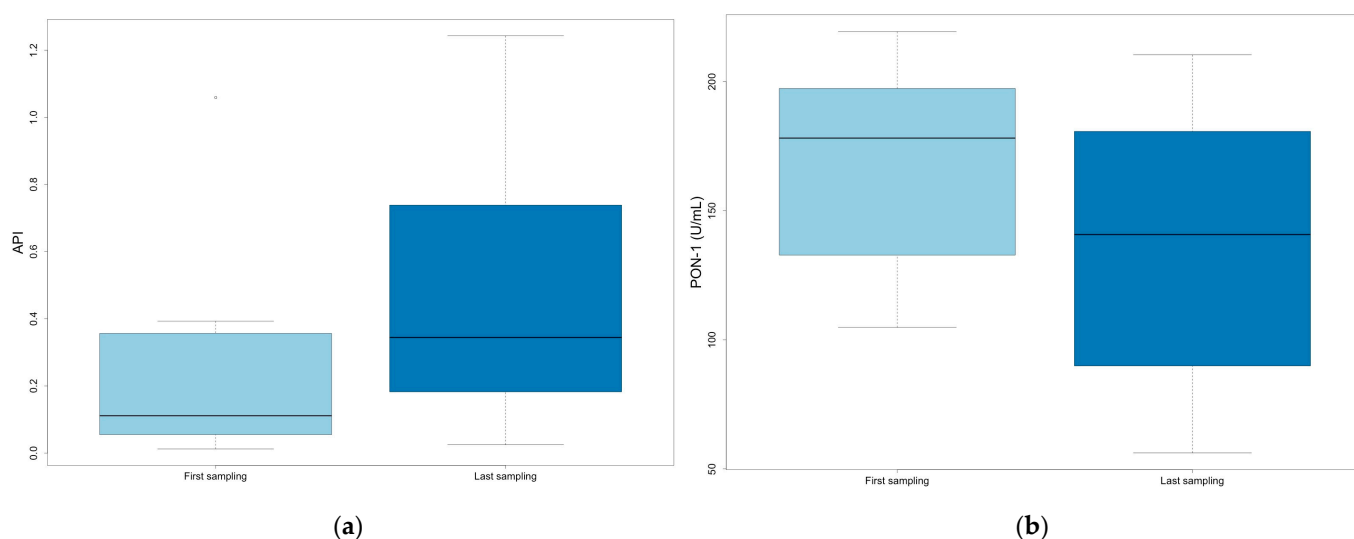 1.2
1.0
0.8
0.6
0.4
0.2
0.0
API
First sampling
Last sampling
(a)
200
150
100
50
PON-1 (U/mL)
First sampling
Last sampling
(b)